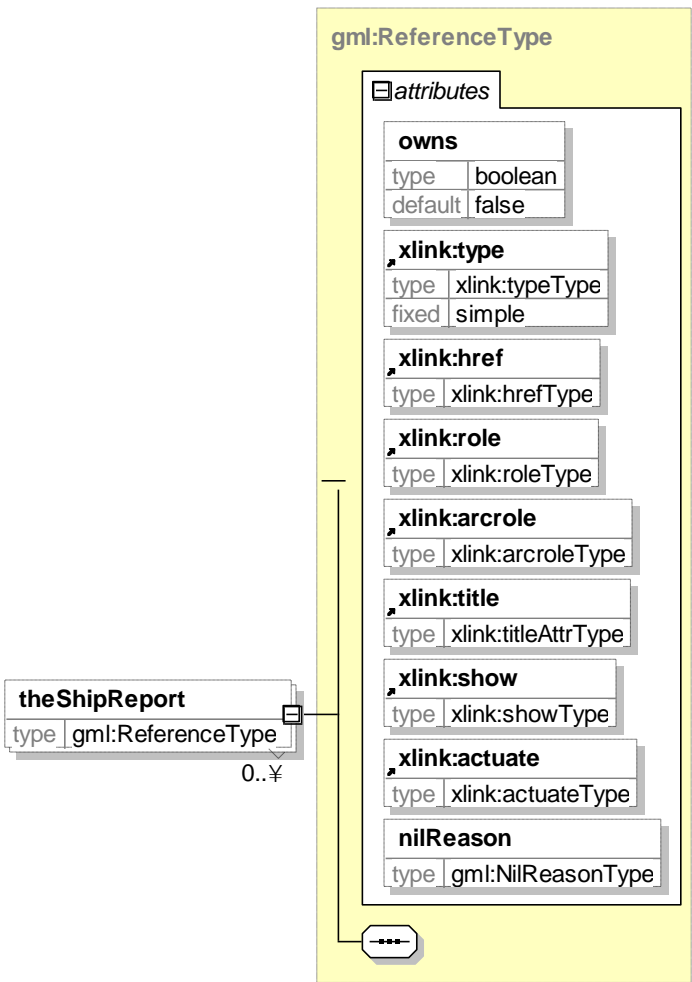 gml:ReferenceType
attributes
owns
type boolean
default false
xlink:type
type xlink:typeType
fixed simple
xlink:href
type xlink:hrefType
xlink:role
type xlink:roleType
xlink:arcrole
type xlink:arcroleType
xlink:title
type xlink:titleAttrType
xlink:show
type xlink:showType
xlink:actuate
type xlink:actuateType
nilReason
type gml:NilReasonType
theShipReport
type gml:ReferenceType
0..¥